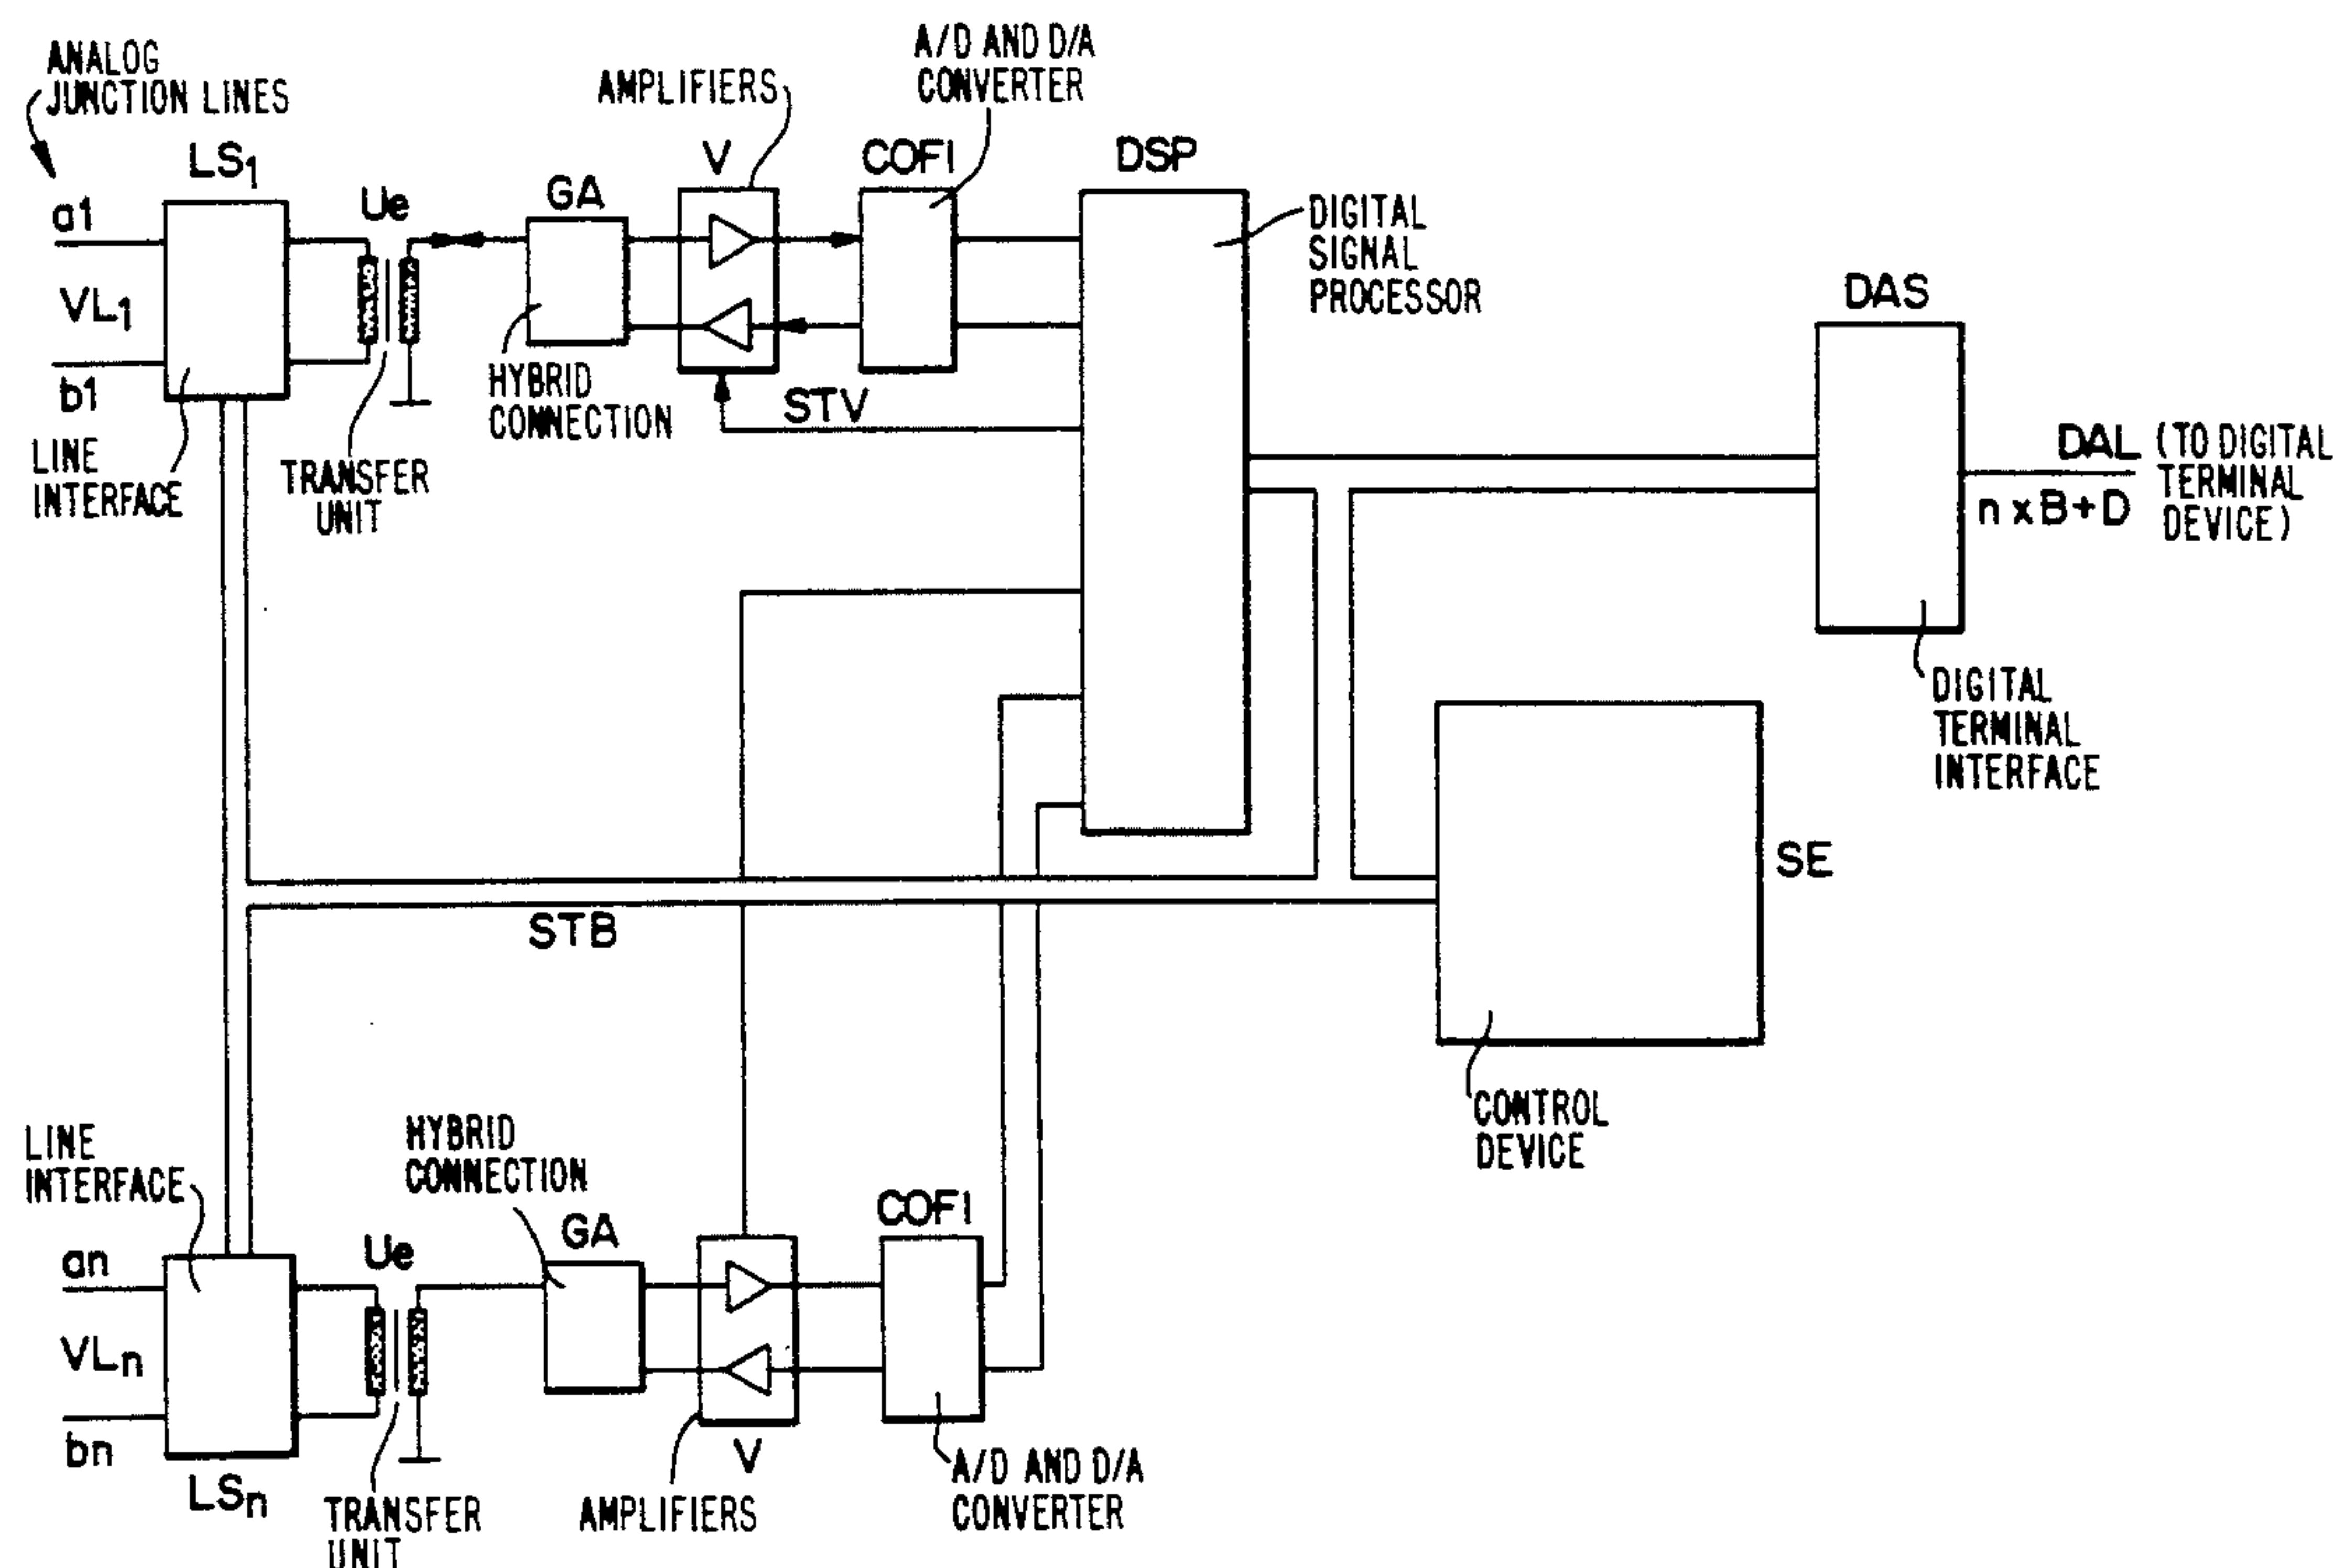 ANALOG
JUNCTION LINES
LS1
a1
VL1
b1
LINE
INTERFACE
Ue
TRANSFER
UNIT
GA
HYBRID
CONNECTION
AMPLIFIERS
V
STV
A/D AND D/A
CONVERTER
COFI
DSP
DIGITAL
SIGNAL
PROCESSOR
DAS
DAL (TO DIGITAL
TERMINAL
DEVICE)
n x B+D
DIGITAL
TERMINAL
INTERFACE
SE
CONTROL
DEVICE
STB
LINE
INTERFACE
an
VLn
bn
LSn
Ue
TRANSFER
UNIT
HYBRID
CONNECTION
GA
V
AMPLIFIERS
COFI
A/D AND D/A
CONVERTER